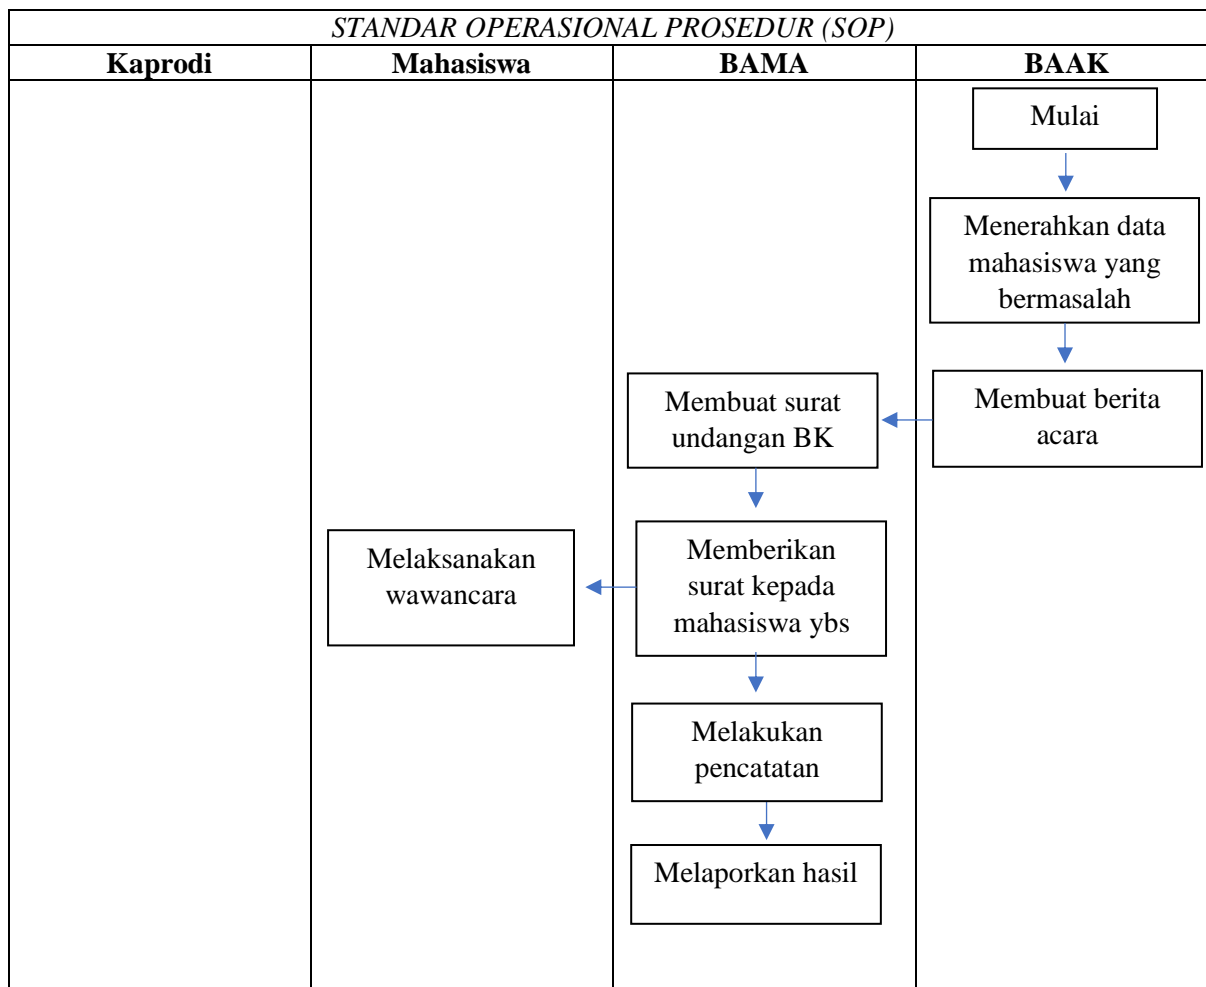 STANDAR OPERASIONAL PROSEDUR (SOP)
Kaprodi
Mahasiswa
BAMA
BAAK
Mulai
Menerahkan data
mahasiswa yang
bermasalah
Membuat berita
acara
Membuat surat
undangan BK
Memberikan
surat kepada
mahasiswa ybs
Melaksanakan
wawancara
Melakukan
pencatatan
Melaporkan hasil